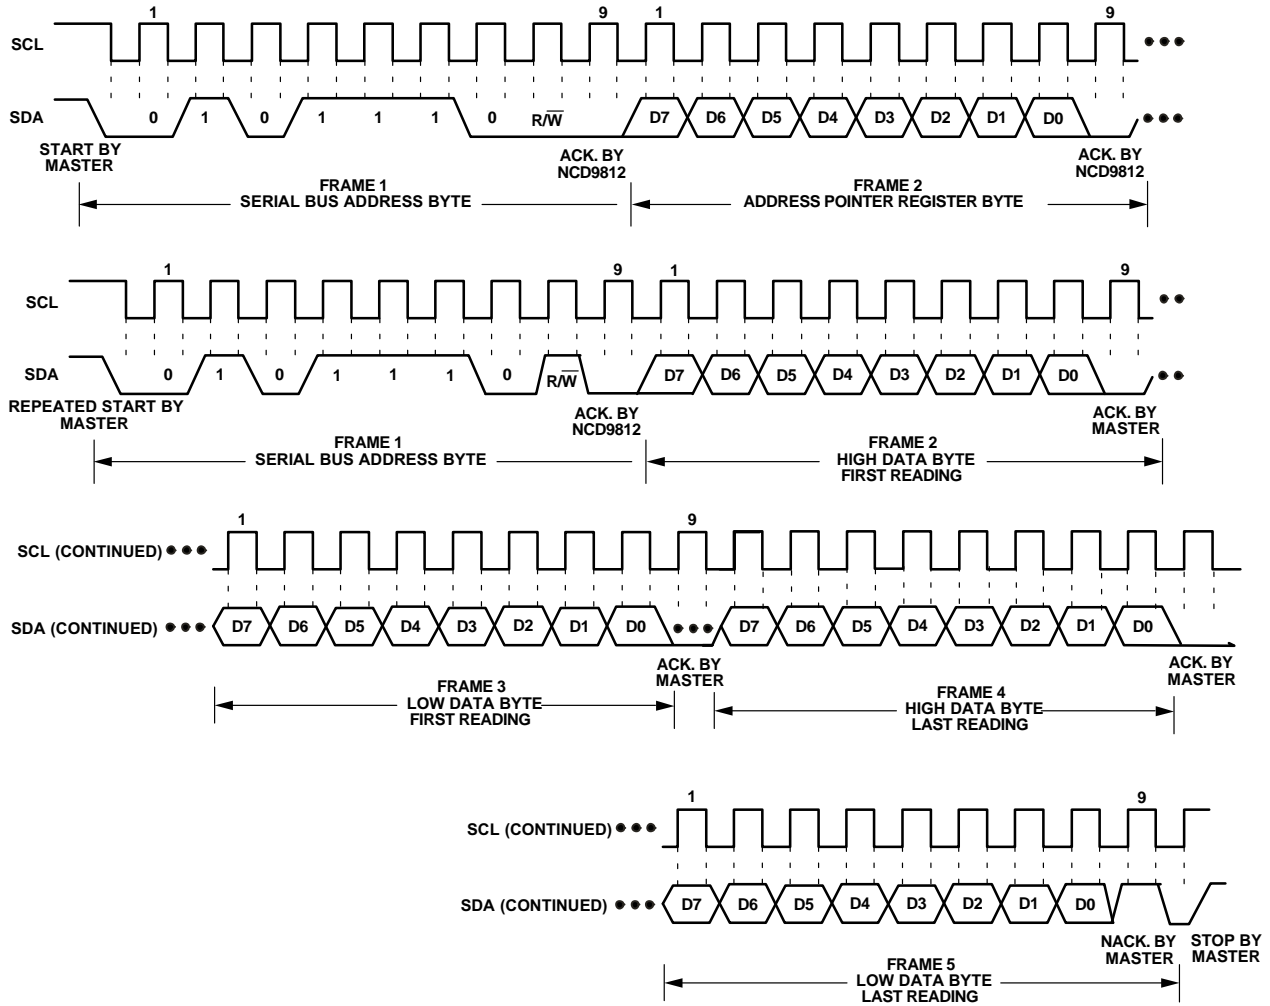 1 9 1 9
SCL
SDA 0 1 0 1 1 1 0 R/W D7 D6 D5 D4 D3 D2 D1 D0
START BY
MASTER
ACK. BY
NCD9812
ACK. BY
NCD9812
FRAME 1
SERIAL BUS ADDRESS BYTE
FRAME 2
ADDRESS POINTER REGISTER BYTE
1 9 1 9
SCL
SDA 0 1 0 1 1 1 0 R/W D7 D6 D5 D4 D3 D2 D1 D0
REPEATED START BY
MASTER
ACK. BY
NCD9812
ACK. BY
MASTER
FRAME 1
SERIAL BUS ADDRESS BYTE
FRAME 2
HIGH DATA BYTE
FIRST READING
1 9
SCL (CONTINUED)
SDA (CONTINUED) D7 D6 D5 D4 D3 D2 D1 D0 D7 D6 D5 D4 D3 D2 D1 D0
ACK. BY
MASTER
ACK. BY
MASTER
FRAME 3
LOW DATA BYTE
FIRST READING
FRAME 4
HIGH DATA BYTE
LAST READING
1 9
SCL (CONTINUED)
SDA (CONTINUED) D7 D6 D5 D4 D3 D2 D1 D0
NACK. BY
MASTER
STOP BY
MASTER
FRAME 5
LOW DATA BYTE
LAST READING